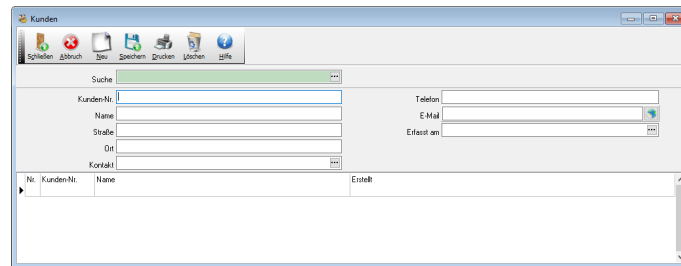 Kunden
Schließen Abbruch Neu Speichern Drucken Löschen Hilfe
Suche
Kunden-Nr. Telefon
Name E-Mail
Straße Erfasst am
Ort
Kontakt
Nr. Kunden-Nr. Name Erstellt